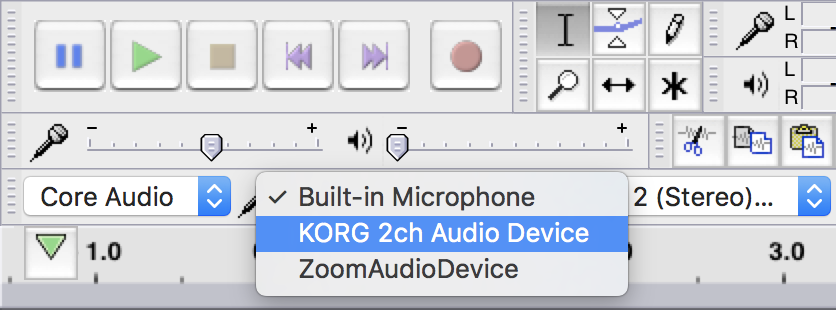 L
R
L
R
- +
- +
Core Audio
✓ Built-in Microphone
2 (Stereo)...
KORG 2ch Audio Device
ZoomAudioDevice
1.0
3.0